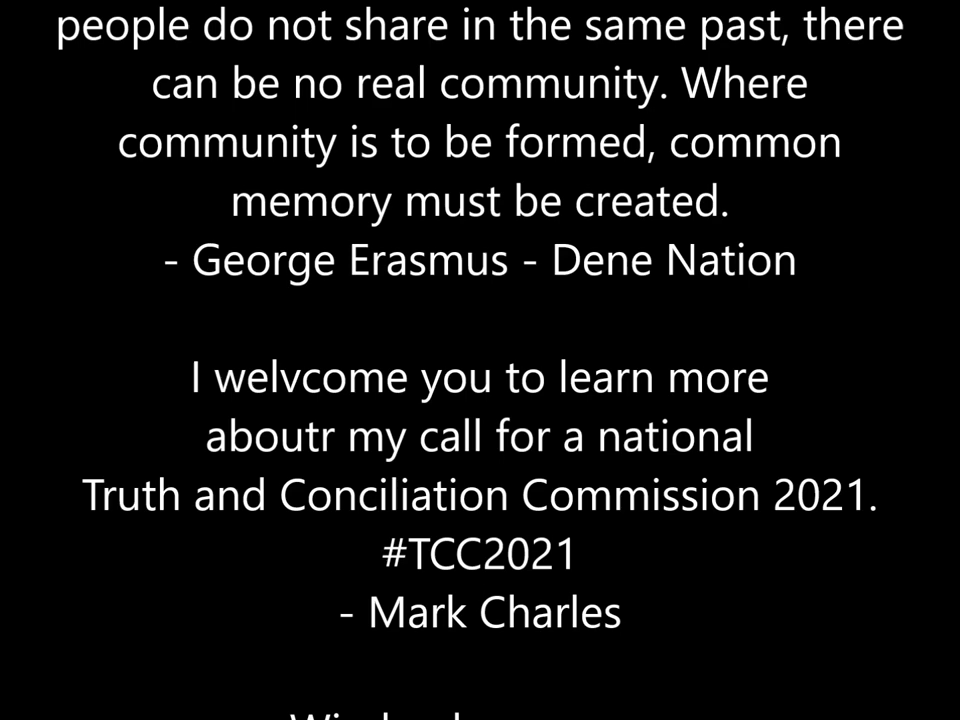 people do not share in the same past, there
can be no real community. Where
community is to be formed, common
memory must be created.
- George Erasmus - Dene Nation
I welvcome you to learn more
aboutr my call for a national
Truth and Conciliation Commission 2021.
#TCC2021
- Mark Charles